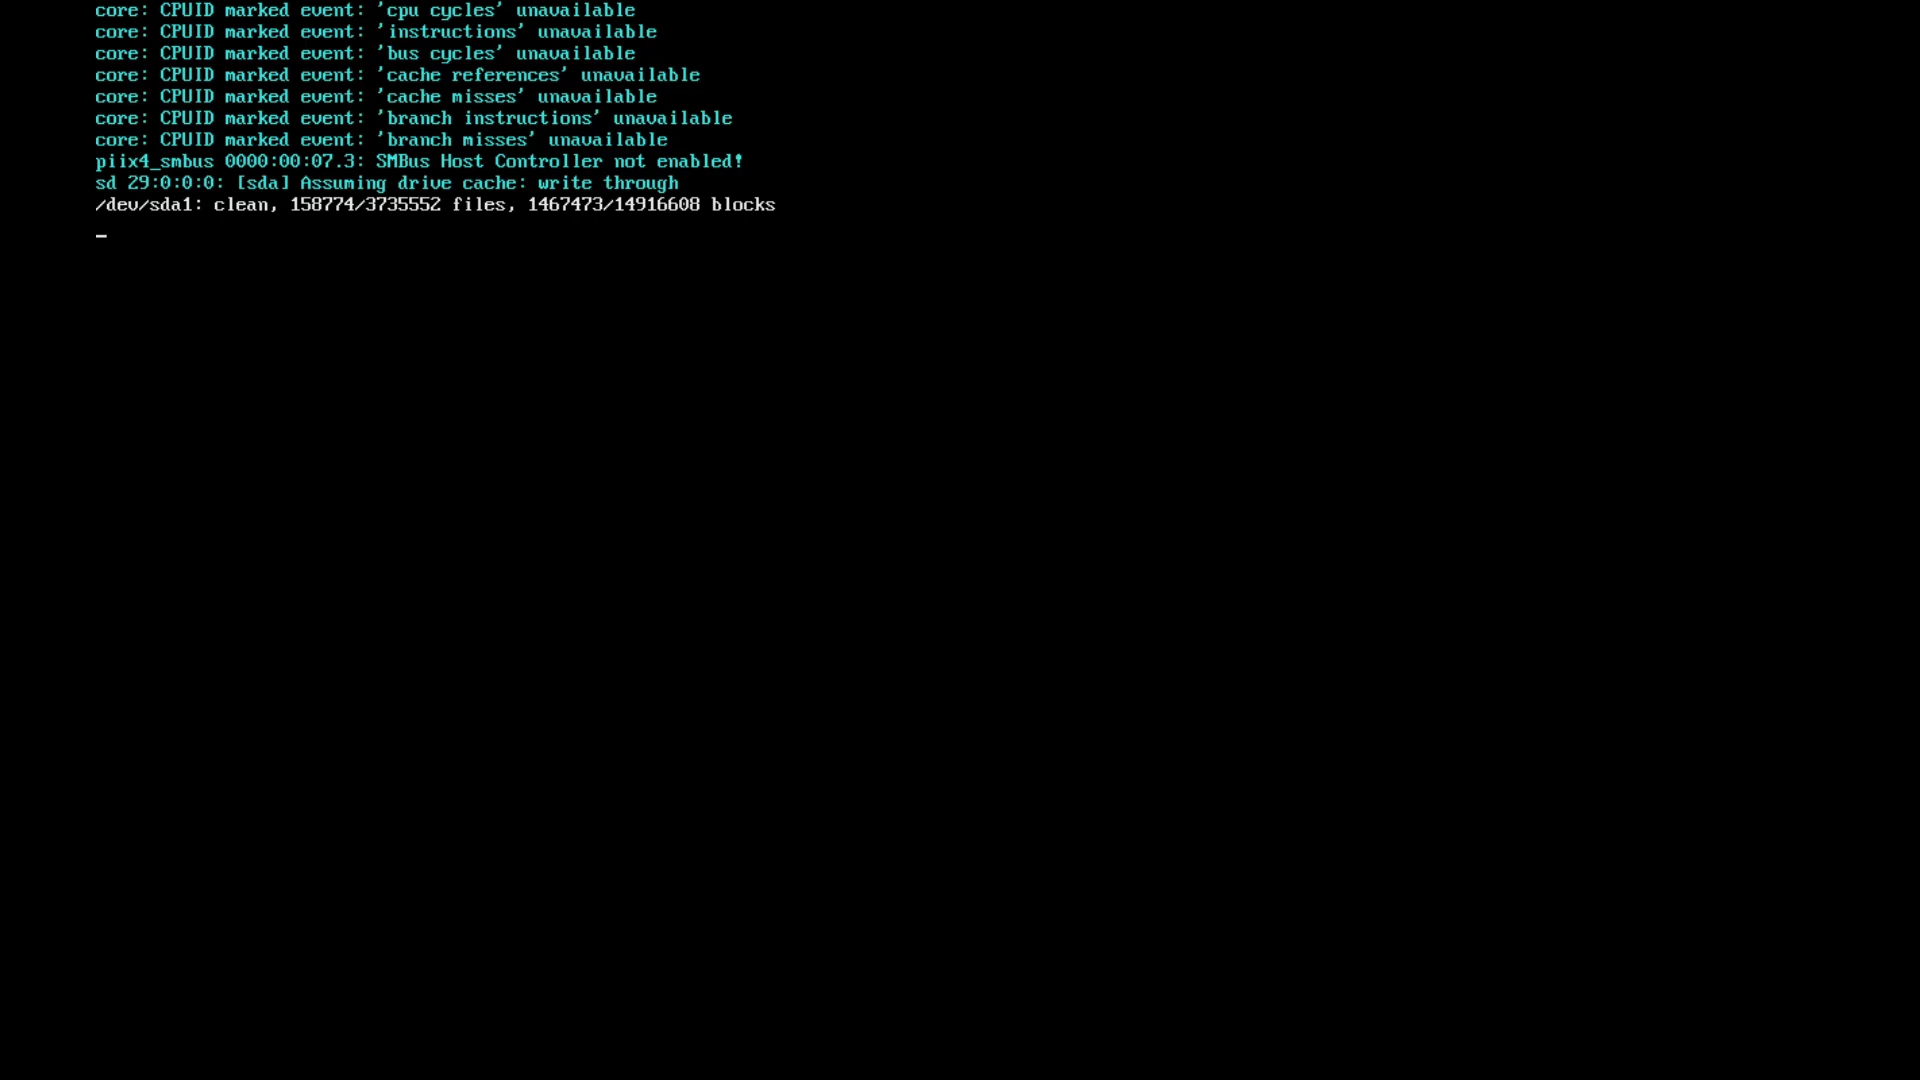 core: CPUID marked event: 'cpu cycles' unavailable
core: CPUID marked event: 'instructions' unavailable
core: CPUID marked event: 'bus cycles' unavailable
core: CPUID marked event: 'cache references' unavailable
core: CPUID marked event: 'cache misses' unavailable
core: CPUID marked event: 'branch instructions' unavailable
core: CPUID marked event: 'branch misses' unavailable
piix4_smbus 0000:00:07.3: SMBus Host Controller not enabled!
sd 29:0:0:0: [sda] Assuming drive cache: write through
/dev/sda1: clean, 158774/3735552 files, 1467473/14916608 blocks
_